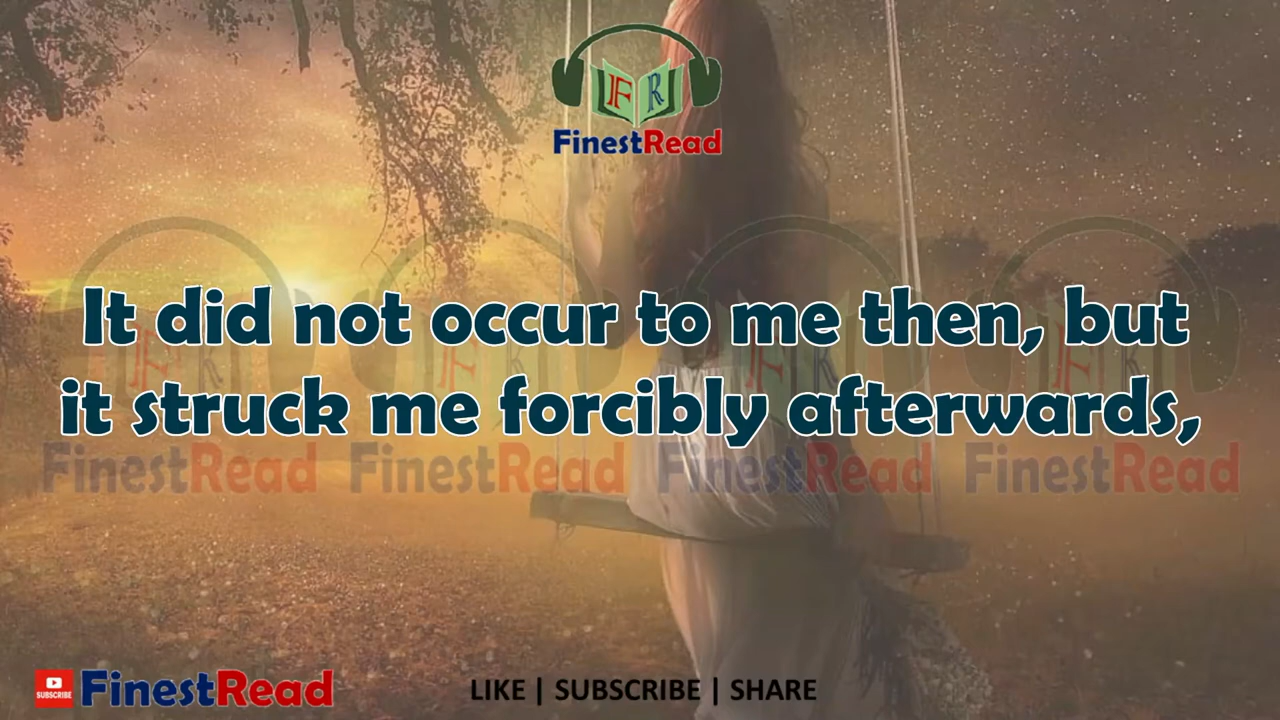 F R
FinestRead
It did not occur to me then, but
it struck me forcibly afterwards,
FinestRead FinestRead FinestRead FinestRead
SUBSCRIBE FinestRead LIKE | SUBSCRIBE | SHARE